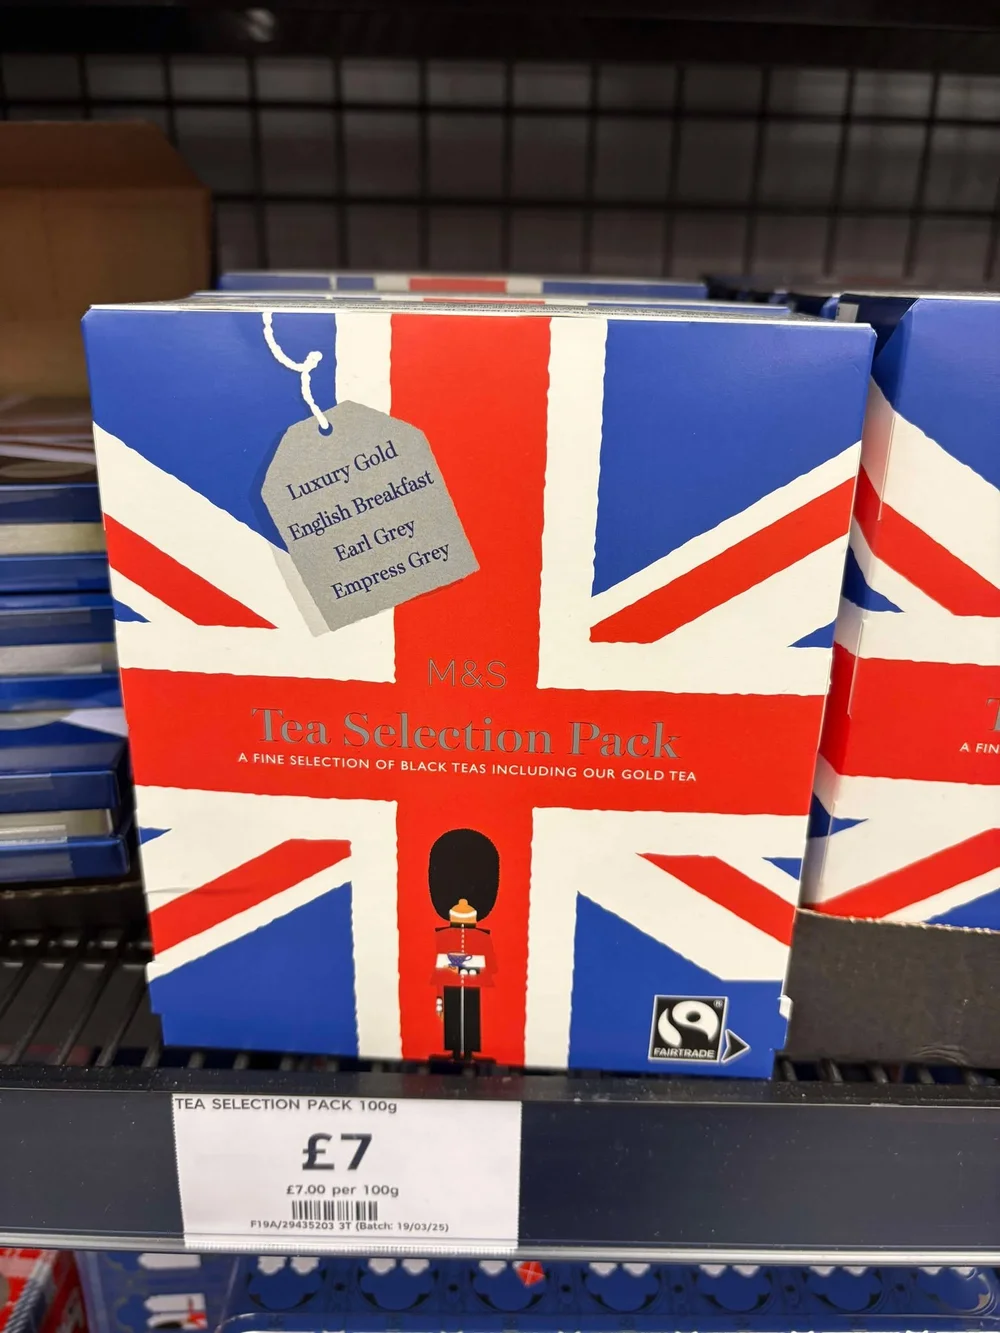 Luxury Gold
English Breakfast
Earl Grey
Empress Grey
M&S
Tea Selection Pack
A FINE SELECTION OF BLACK TEAS INCLUDING OUR GOLD TEA
FAIRTRADE
®
A FIN
TEA SELECTION PACK 100g
£7
£7.00 per 100g
F19A/29435203 3T (Batch: 19/03/25)